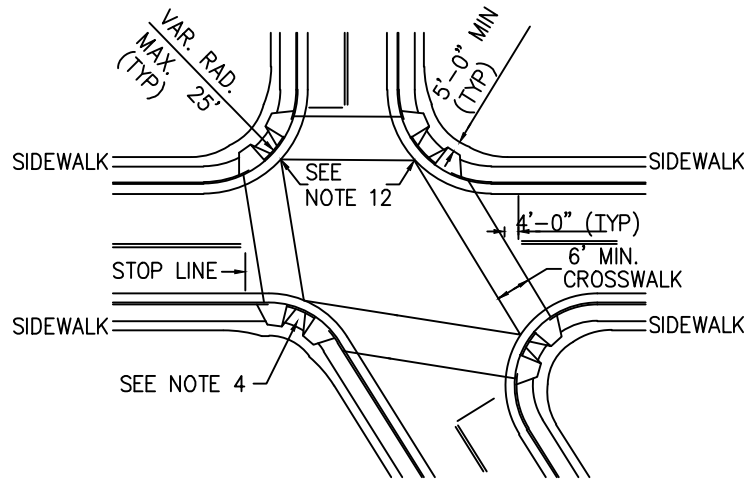 VAR. RAD.
MAX. 25'
(TYP)
5'-0" MIN
(TYP)
SIDEWALK
SIDEWALK
SEE
NOTE 12
4'-0" (TYP)
6' MIN.
CROSSWALK
STOP LINE
SIDEWALK
SIDEWALK
SEE NOTE 4